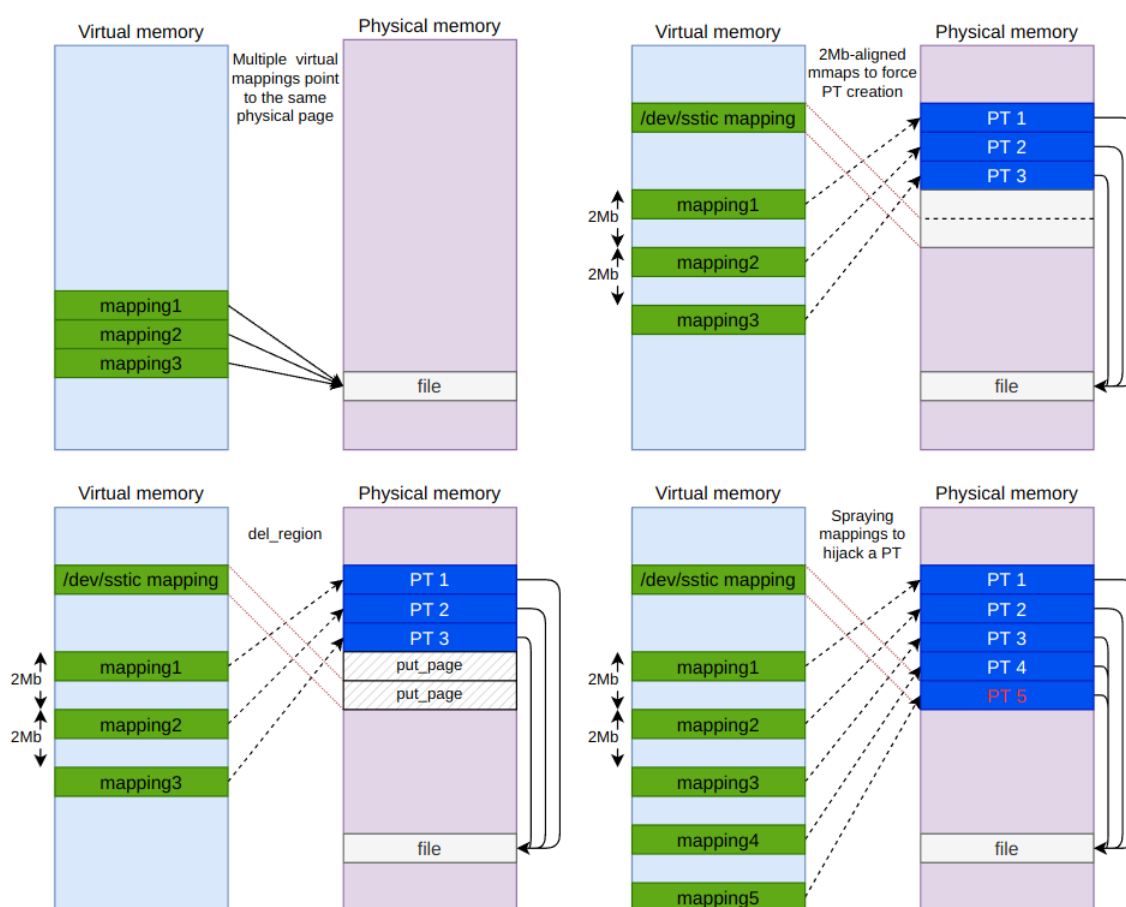 Virtual memory
Physical memory
Multiple virtual
mappings point
to the same
physical page
mapping1
mapping2
mapping3
file
Virtual memory
Physical memory
2Mb-aligned
mmaps to force
PT creation
/dev/sstic mapping
PT 1
PT 2
PT 3
mapping1
2Mb
mapping2
2Mb
mapping3
file
Virtual memory
Physical memory
del_region
/dev/sstic mapping
PT 1
PT 2
PT 3
mapping1
put_page
2Mb
put_page
mapping2
2Mb
mapping3
file
Virtual memory
Physical memory
Spraying
mappings to
hijack a PT
/dev/sstic mapping
PT 1
PT 2
PT 3
mapping1
PT 4
2Mb
PT 5
mapping2
2Mb
mapping3
mapping4
file
mapping5